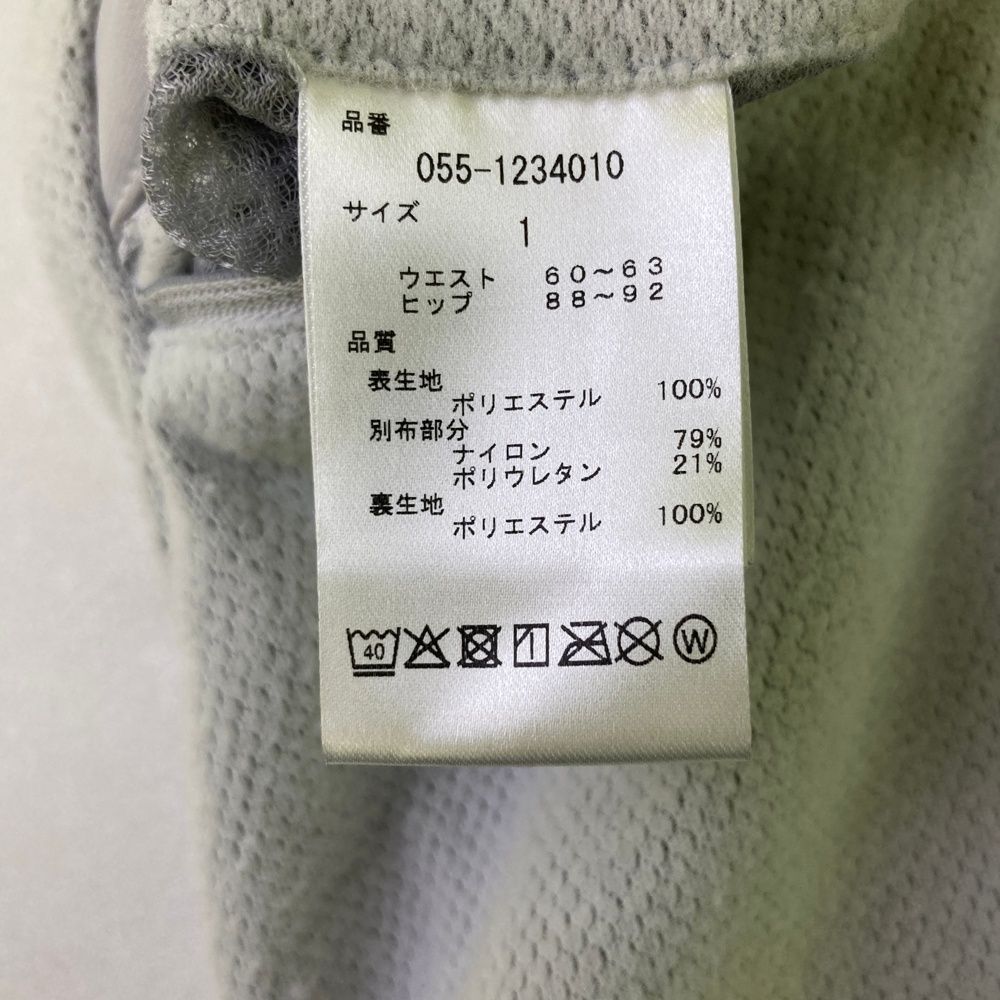 品番
055-1234010
サイズ
1
ウエスト 60～63
ヒップ 88～92
品質
表生地
ポリエステル 100%
別布部分
ナイロン 79%
ポリウレタン 21%
裏生地
ポリエステル 100%
40 1 W